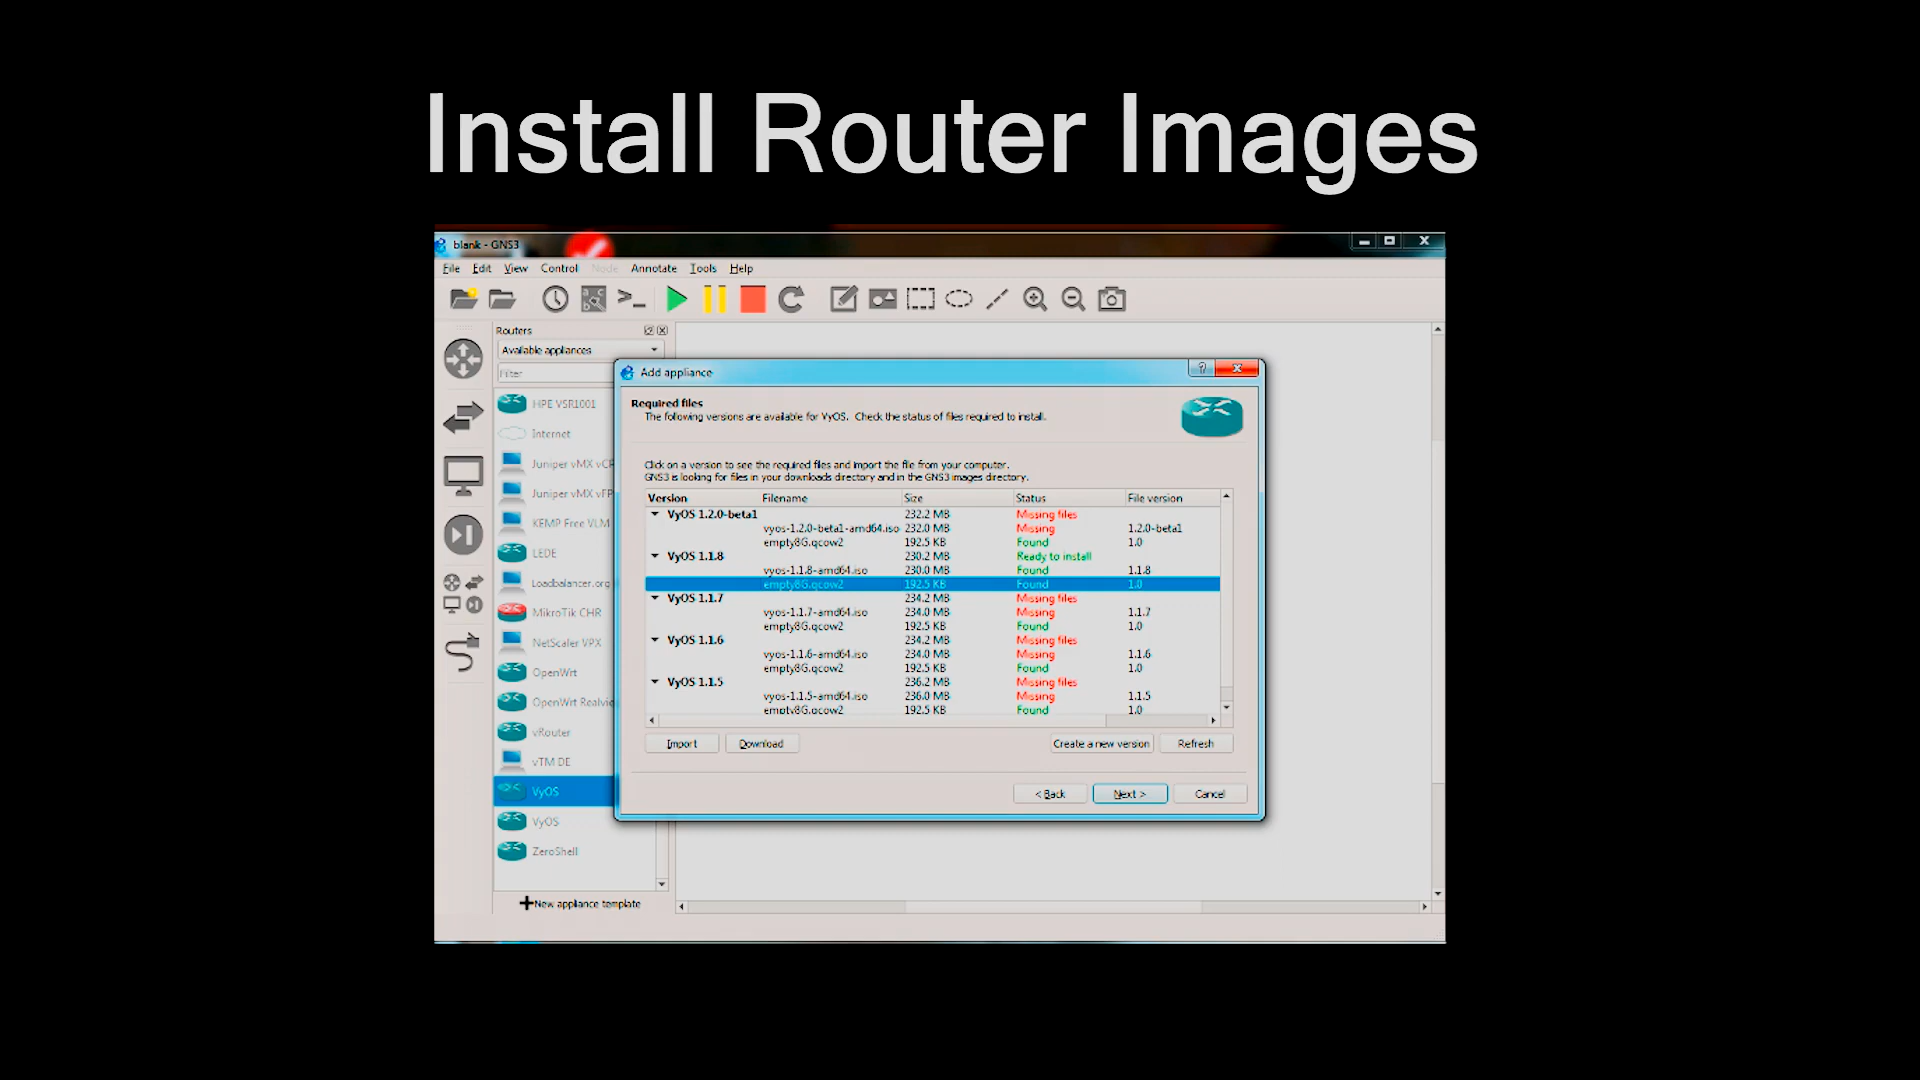 Install Router Images
blank - GNS3
File Edit View Control Node Annotate Tools Help
Routers
Available appliances
Filter
HPE VSR1001
Internet
Juniper vMX vCP
Juniper vMX vFP
KEMP Free VLM
LEDE
Loadbalancer.org
MikroTik CHR
NetScaler VPX
OpenWrt
OpenWrt Realvie
vRouter
vTM DE
VyOS
VyOS
ZeroShell
New appliance template
Add appliance
Required files
The following versions are available for VyOS. Check the status of files required to install.
Click on a version to see the required files and import the file from your computer.
GNS3 is looking for files in your downloads directory and in the GNS3 images directory.
Version Filename Size Status File version
VyOS 1.2.0-beta1 232.2 MB Missing files
vyos-1.2.0-beta1-amd64.iso 232.0 MB Missing 1.2.0-beta1
empty8G.qcow2 192.5 KB Found 1.0
VyOS 1.1.8 230.2 MB Ready to install
vyos-1.1.8-amd64.iso 230.0 MB Found 1.1.8
empty8G.qcow2 192.5 KB Found 1.0
VyOS 1.1.7 234.2 MB Missing files
vyos-1.1.7-amd64.iso 234.0 MB Missing 1.1.7
empty8G.qcow2 192.5 KB Found 1.0
VyOS 1.1.6 234.2 MB Missing files
vyos-1.1.6-amd64.iso 234.0 MB Missing 1.1.6
empty8G.qcow2 192.5 KB Found 1.0
VyOS 1.1.5 236.2 MB Missing files
vyos-1.1.5-amd64.iso 236.0 MB Missing 1.1.5
empty8G.qcow2 192.5 KB Found 1.0
Import Download Create a new version Refresh
< Back Next > Cancel